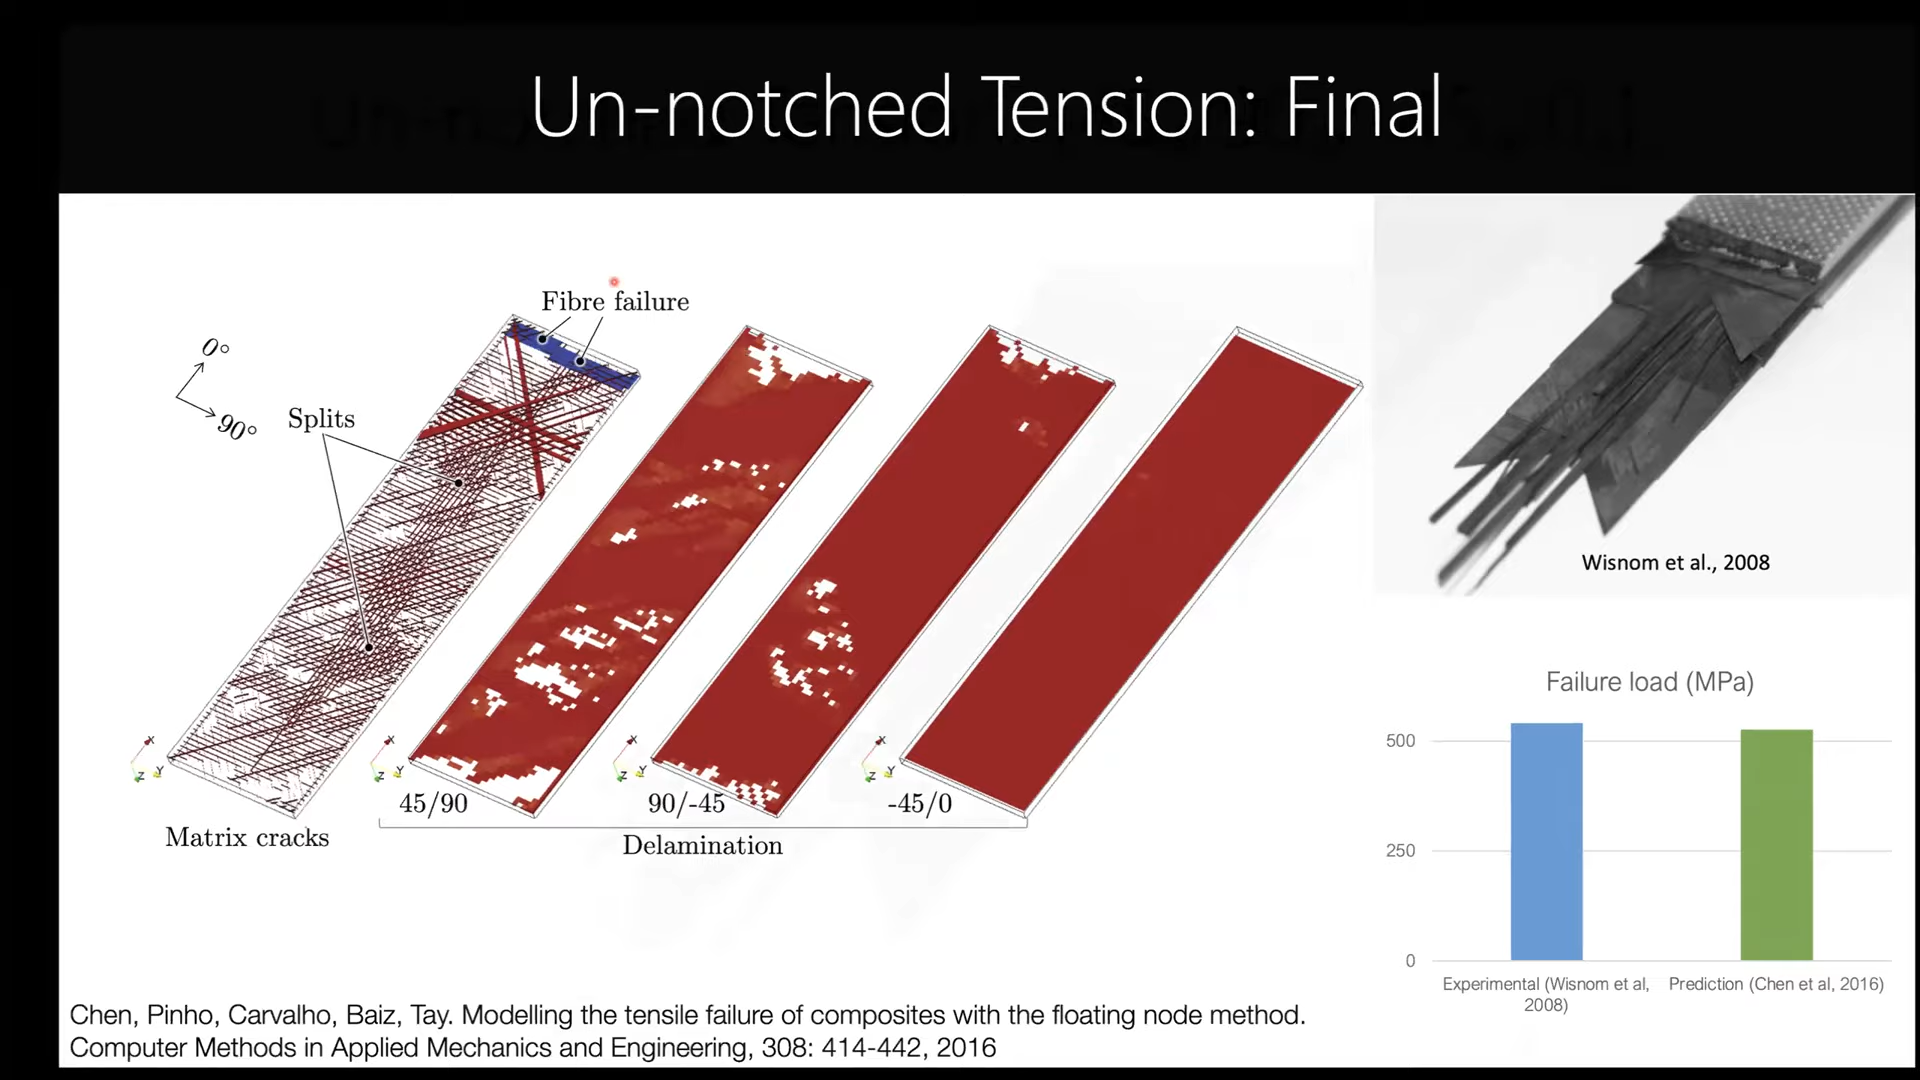 Un-notched Tension: Final
Fibre failure
0°
90°
Splits
X
Z
Y
X
Z
Y
X
Z
Y
X
Z
Y
45/90
90/-45
-45/0
Matrix cracks
Delamination
Wisnom et al., 2008
Failure load (MPa)
500
250
0
Experimental (Wisnom et al,
2008)
Prediction (Chen et al, 2016)
Chen, Pinho, Carvalho, Baiz, Tay. Modelling the tensile failure of composites with the floating node method.
Computer Methods in Applied Mechanics and Engineering, 308: 414-442, 2016